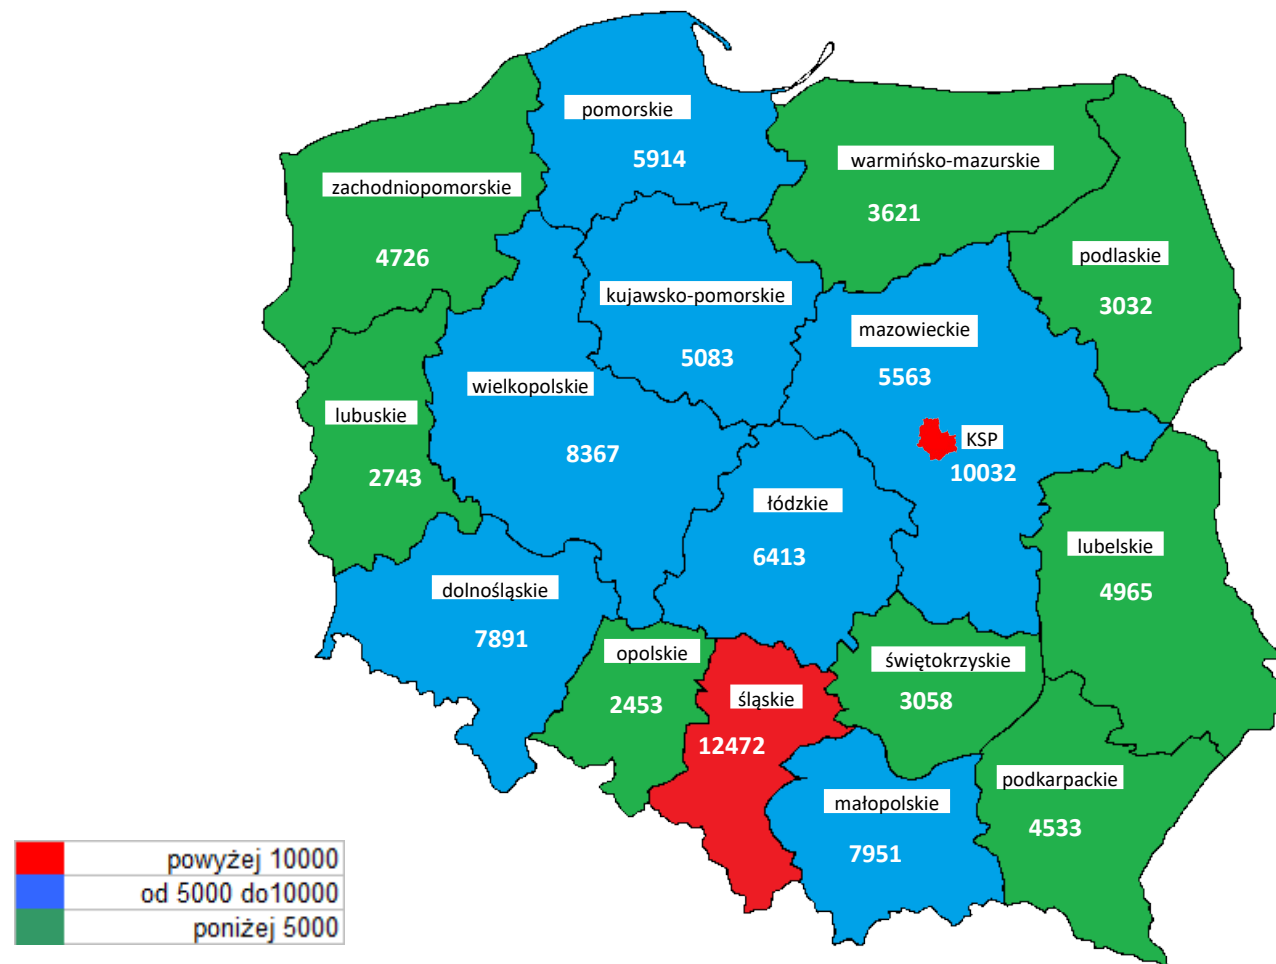 pomorskie
5914
warmińsko-mazurskie
3621
zachodniopomorskie
4726
podlaskie
3032
kujawsko-pomorskie
5083
mazowieckie
5563
wielkopolskie
8367
lubuskie
2743
KSP
10032
łódzkie
6413
lubelskie
4965
dolnośląskie
7891
opolskie
2453
świętokrzyskie
3058
śląskie
12472
podkarpackie
4533
małopolskie
7951
powyżej 10000
od 5000 do10000
poniżej 5000